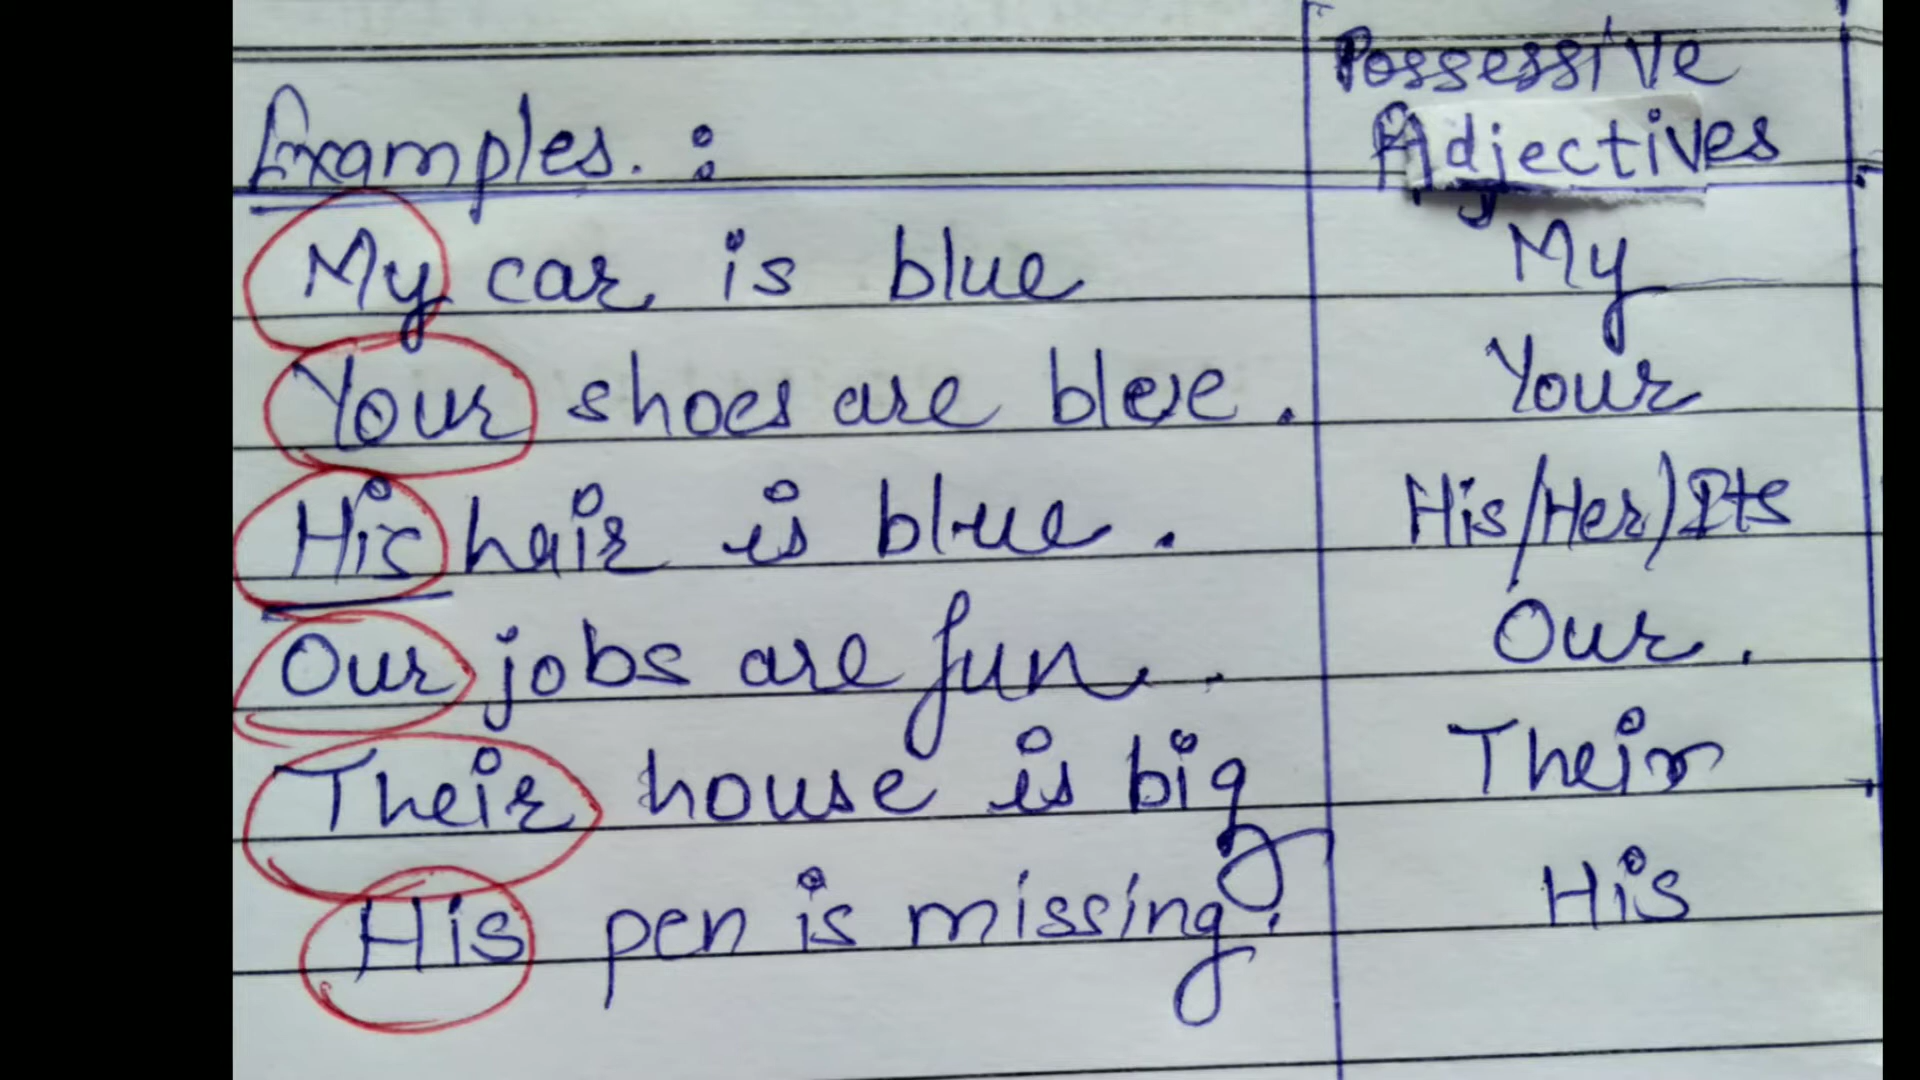 Possessive
Examples. : Adjectives
My car is blue My
Your shoes are blue. Your
His hair is blue. His/Her/Its
Our jobs are fun. Our.
Their house is big Their
His pen is missing. His